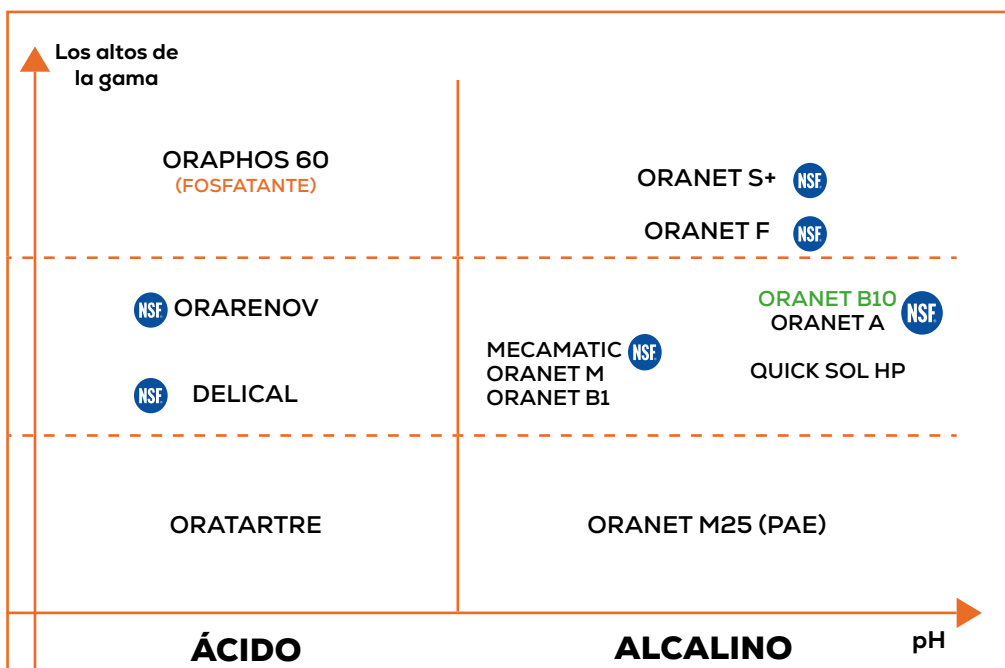 Los altos de
la gama
ORAPHOS 60
(FOSFATANTE)
ORANET S+ NSF
ORANET F NSF
NSF ORARENOV
NSF DELICAL
MECAMATIC NSF
ORANET M
ORANET B1
ORANET B10
ORANET A NSF
QUICK SOL HP
ORATARTRE
ORANET M25 (PAE)
ÁCIDO
ALCALINO
pH